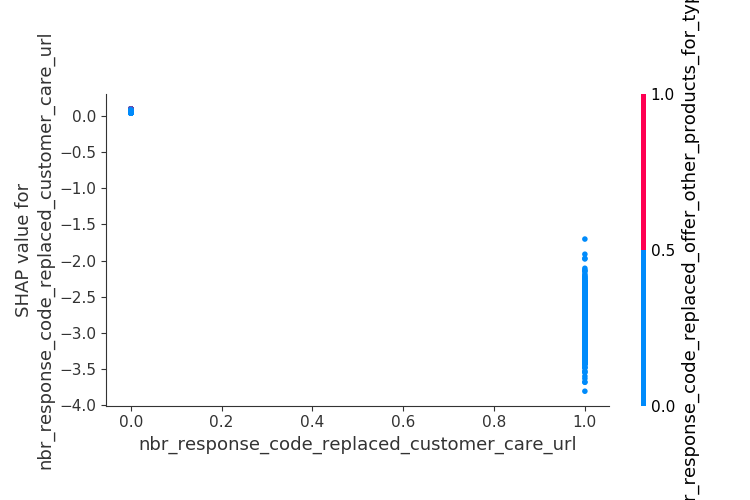 SHAP value for
nbr_response_code_replaced_customer_care_url
0.0
−0.5
−1.0
−1.5
−2.0
−2.5
−3.0
−3.5
−4.0
0.0 0.2 0.4 0.6 0.8 1.0
nbr_response_code_replaced_customer_care_url
1.0
0.5
0.0
r_response_code_replaced_offer_other_products_for_typ